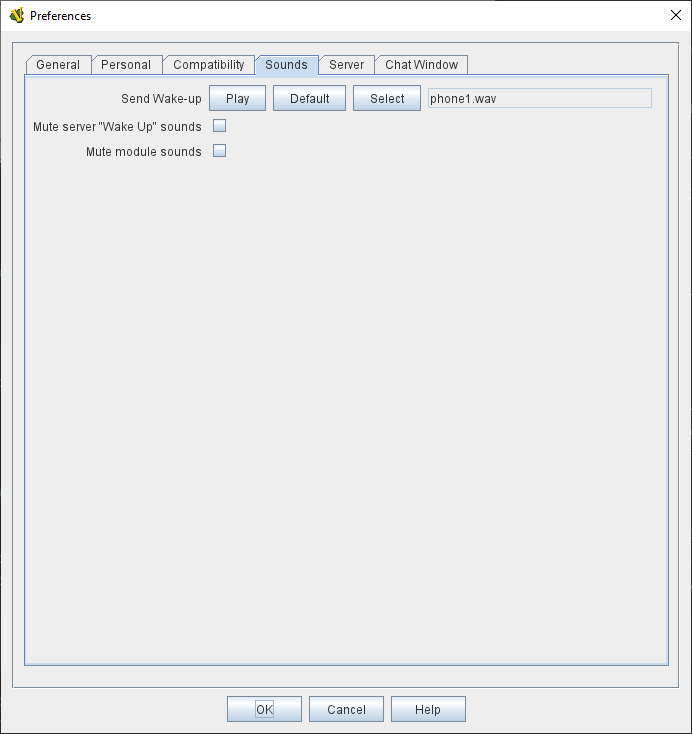 Preferences
General Personal Compatibility Sounds Server Chat Window
Send Wake-up Play Default Select phone1.wav
Mute server "Wake Up" sounds
Mute module sounds
OK Cancel Help